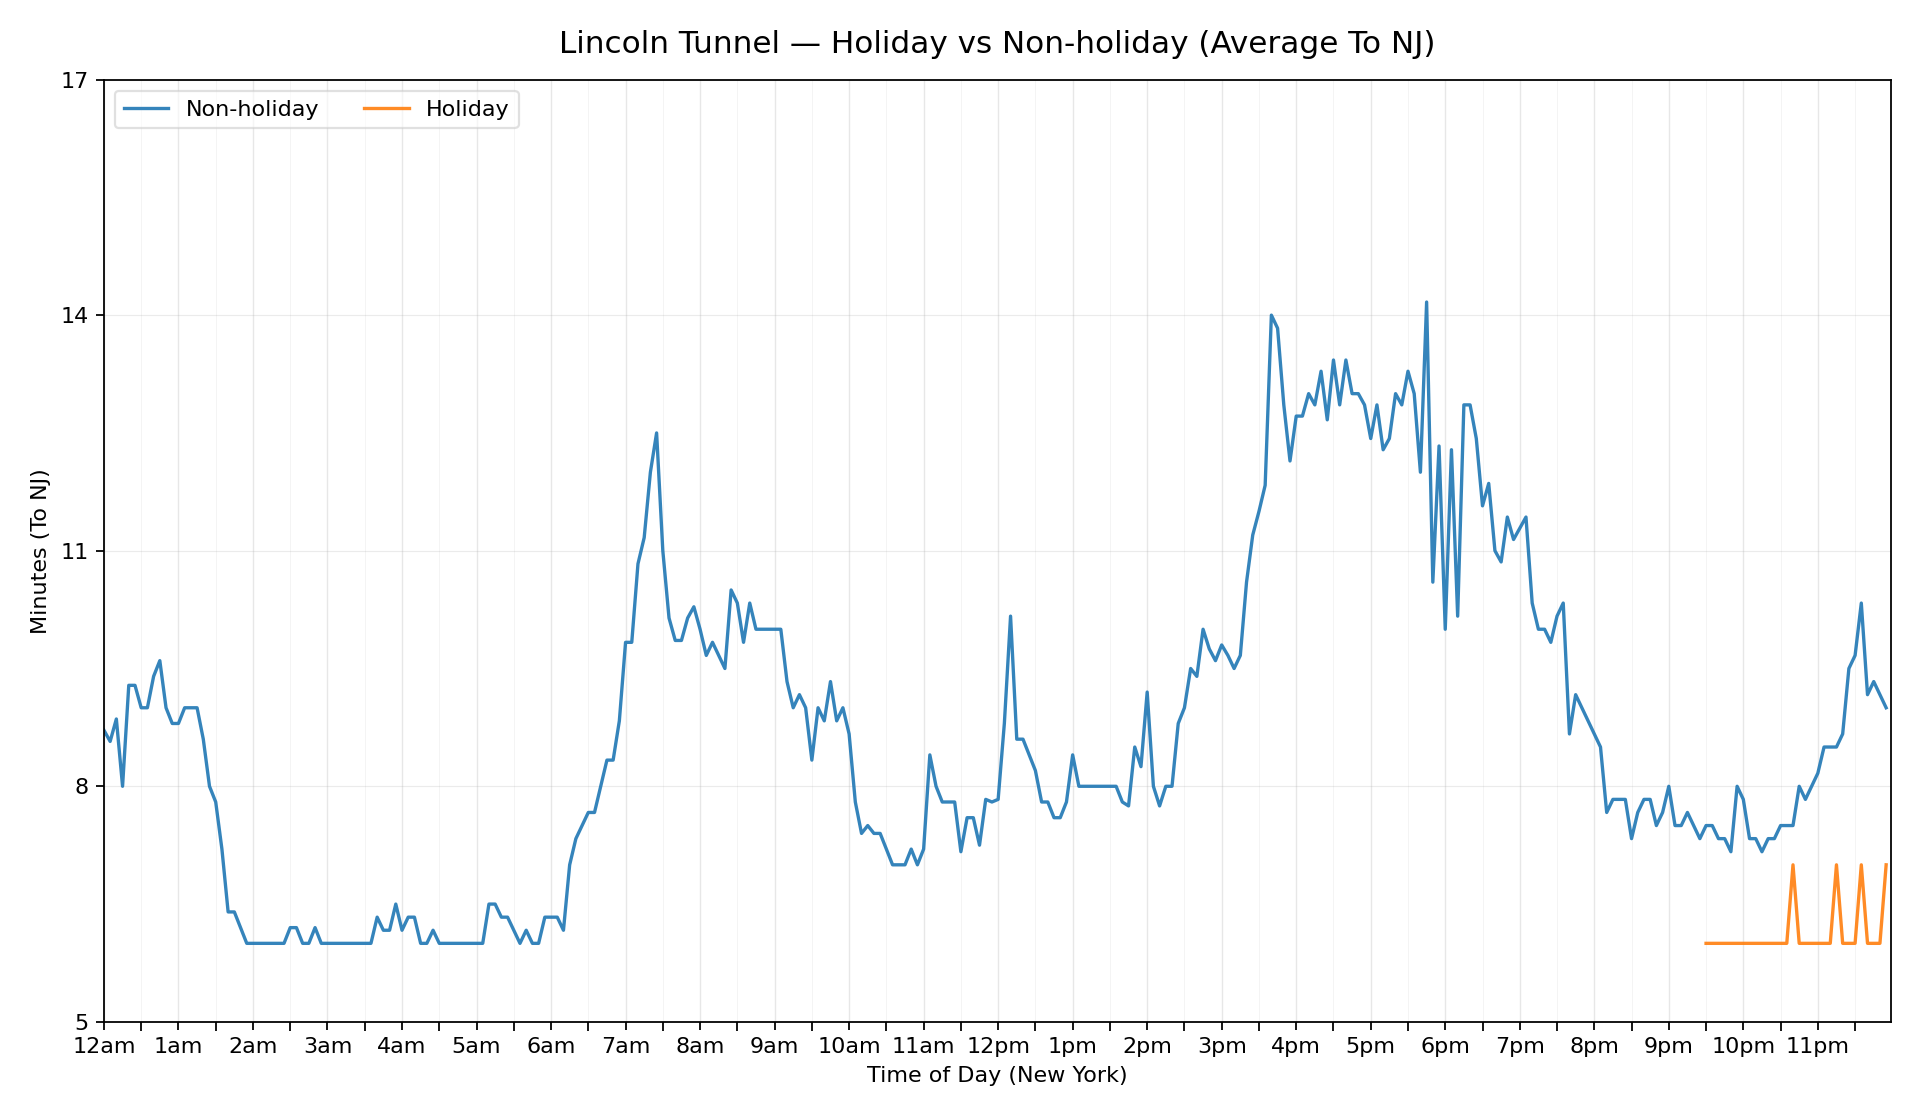 Lincoln Tunnel — Holiday vs Non-holiday (Average To NJ)
Non-holiday Holiday
17
14
11
8
5
Minutes (To NJ)
12am 1am 2am 3am 4am 5am 6am 7am 8am 9am 10am 11am 12pm 1pm 2pm 3pm 4pm 5pm 6pm 7pm 8pm 9pm 10pm 11pm
Time of Day (New York)